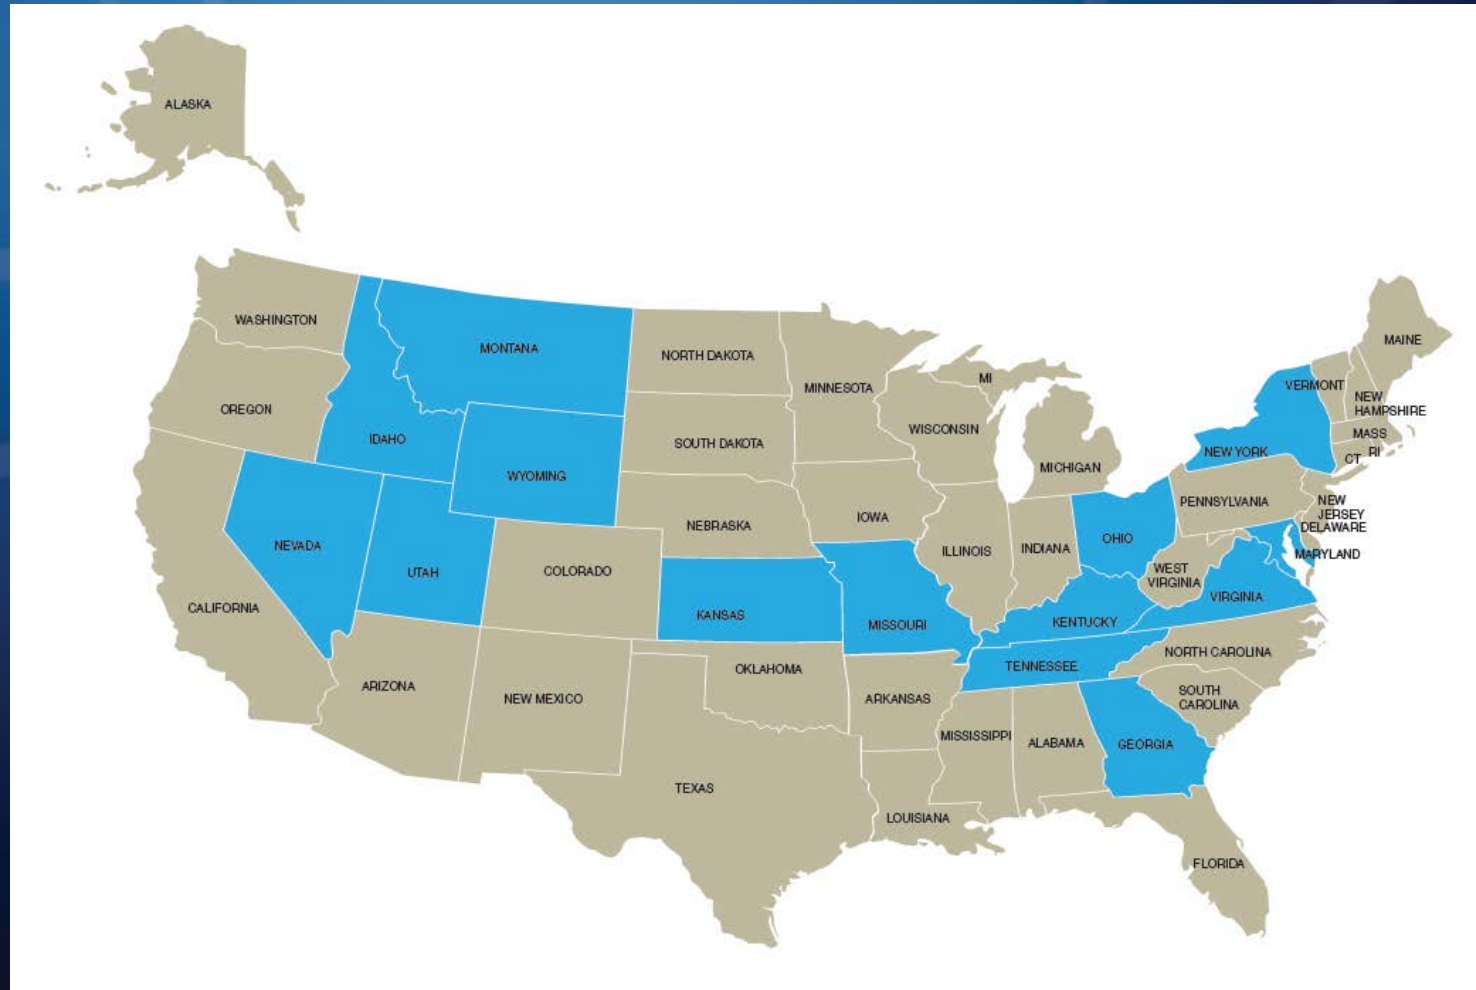 ALASKA
WASHINGTON
MONTANA
NORTH DAKOTA
MINNESOTA
MI
MAINE
VERMONT
NEW
HAMPSHIRE
OREGON
IDAHO
SOUTH DAKOTA
WISCONSIN
MICHIGAN
NEW YORK
MASS
CT
RI
WYOMING
NEBRASKA
IOWA
PENNSYLVANIA
NEW
JERSEY
DELAWARE
NEVADA
UTAH
COLORADO
ILLINOIS
INDIANA
OHIO
MARYLAND
WEST
VIRGINIA
VIRGINIA
CALIFORNIA
KANSAS
MISSOURI
KENTUCKY
TENNESSEE
NORTH CAROLINA
ARIZONA
NEW MEXICO
OKLAHOMA
ARKANSAS
SOUTH
CAROLINA
MISSISSIPPI
ALABAMA
GEORGIA
TEXAS
LOUISIANA
FLORIDA